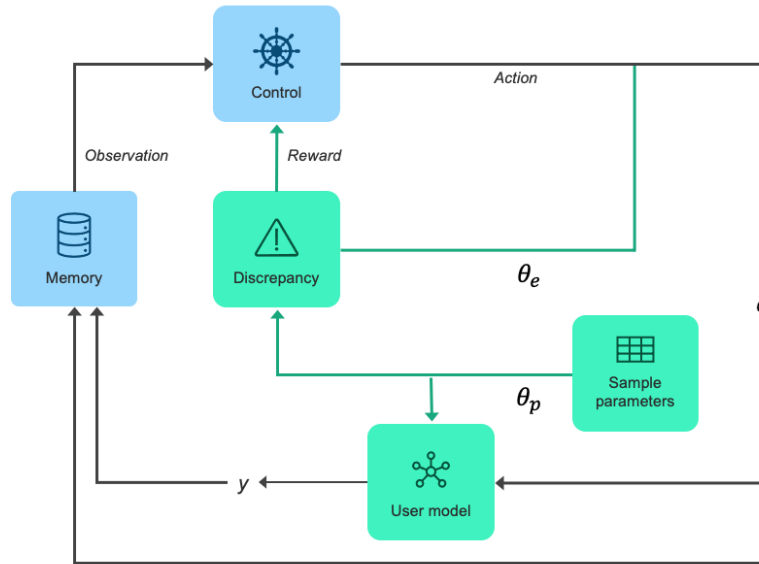 Control
Action
Observation
Reward
Memory
Discrepancy
θₑ
Sample
parameters
θₚ
y
User model